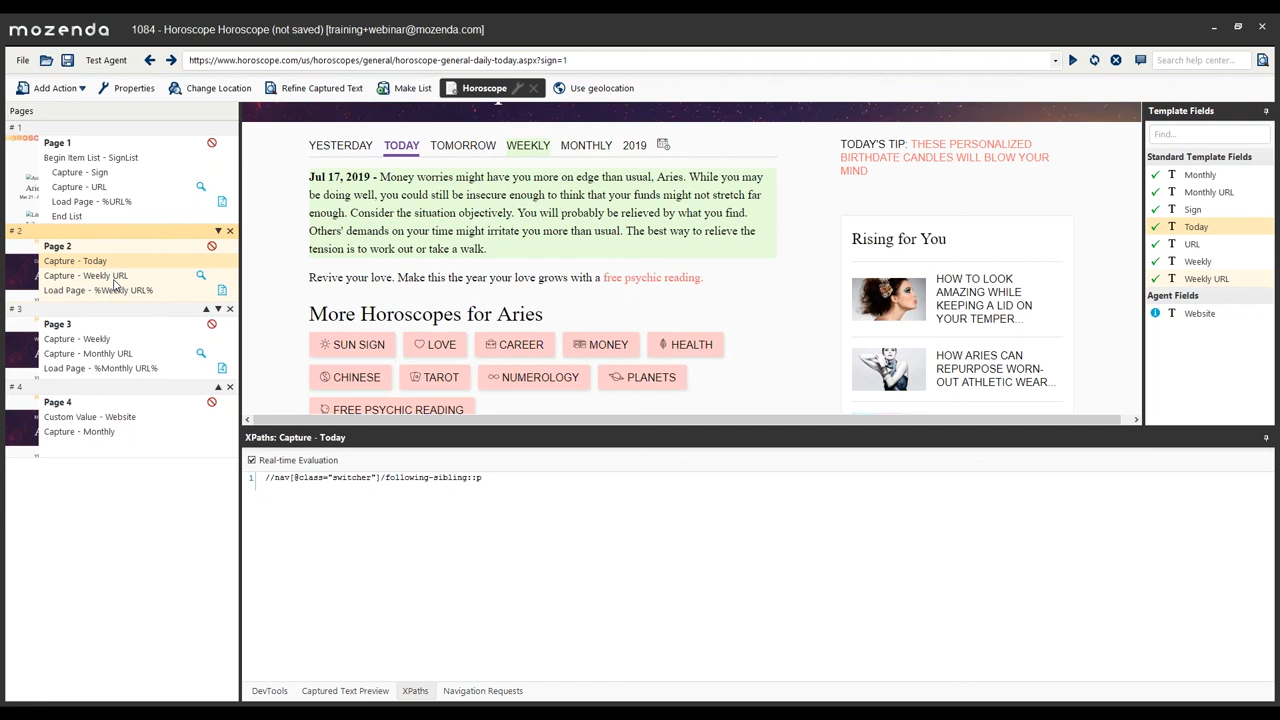 mozenda 1084 - Horoscope Horoscope (not saved) [training+webinar@mozenda.com]
File Test Agent https://www.horoscope.com/us/horoscopes/general/horoscope-general-daily-today.aspx?sign=1 Search help center...
Add Action Properties Change Location Refine Captured Text Make List Horoscope Use geolocation
Pages
# 1
Page 1
Begin Item List - SignList
Capture - Sign
Capture - URL
Load Page - %URL%
End List
# 2
Page 2
Capture - Today
Capture - Weekly URL
Load Page - %Weekly URL%
# 3
Page 3
Capture - Weekly
Capture - Monthly URL
Load Page - %Monthly URL%
# 4
Page 4
Custom Value - Website
Capture - Monthly
YESTERDAY TODAY TOMORROW WEEKLY MONTHLY 2019
Jul 17, 2019 - Money worries might have you more on edge than usual, Aries. While you may
be doing well, you could still be insecure enough to think that your funds might not stretch far
enough. Consider the situation objectively. You will probably be relieved by what you find.
Others' demands on your time might irritate you more than usual. The best way to relieve the
tension is to work out or take a walk.
Revive your love. Make this the year your love grows with a free psychic reading.
More Horoscopes for Aries
SUN SIGN LOVE CAREER MONEY HEALTH
CHINESE TAROT NUMEROLOGY PLANETS
FREE PSYCHIC READING
TODAY'S TIP: THESE PERSONALIZED
BIRTHDATE CANDLES WILL BLOW YOUR
MIND
Rising for You
HOW TO LOOK
AMAZING WHILE
KEEPING A LID ON
YOUR TEMPER...
HOW ARIES CAN
REPURPOSE WORN-
OUT ATHLETIC WEAR...
Template Fields
Find...
Standard Template Fields
T Monthly
T Monthly URL
T Sign
T Today
T URL
T Weekly
T Weekly URL
Agent Fields
T Website
XPaths: Capture - Today
Real-time Evaluation
1 //nav[@class="switcher"]/following-sibling::p
DevTools Captured Text Preview XPaths Navigation Requests